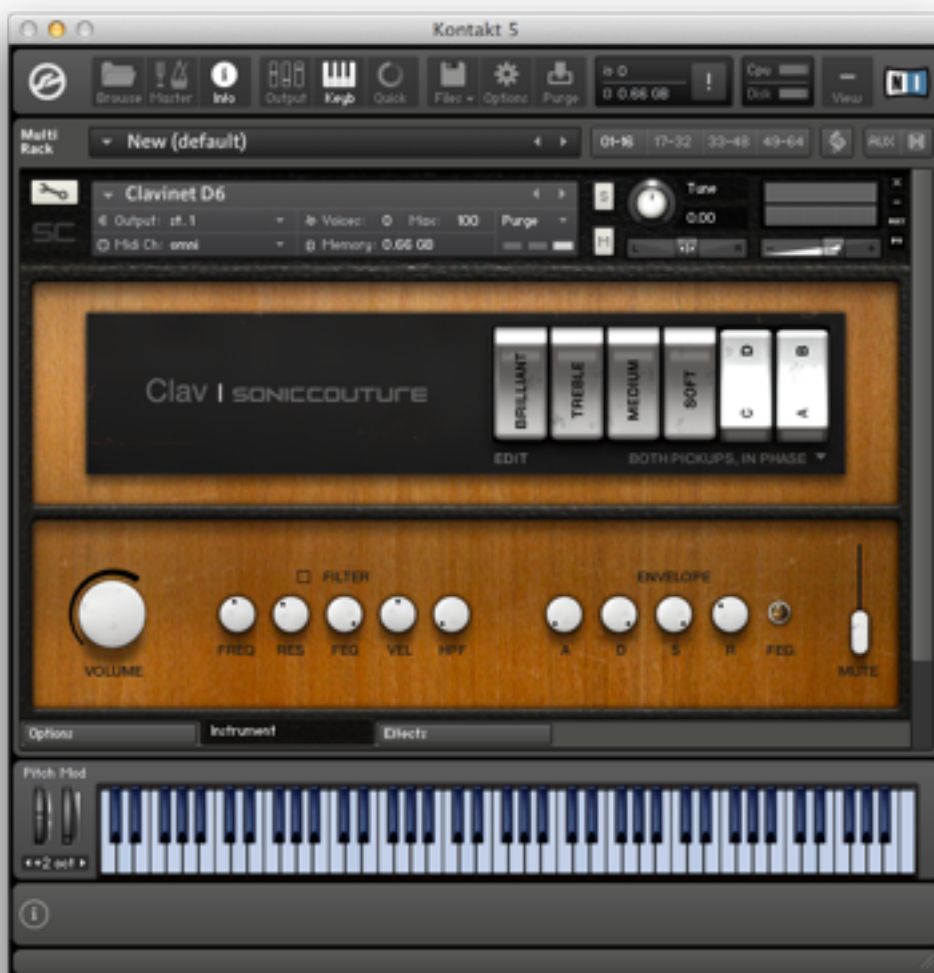 Kontakt 5
Browse Master Info Output Keyb Quick Files Options Purge
0
0 0.66 GB
!
Cpu
Disk
View
Multi
Rack
New (default)
01-16 17-32 33-48 49-64 AUX
Clavinet D6
SC
Output: st. 1 Voices: 0 Max: 100 Purge
Midi Ch: omni Memory: 0.66 GB
S
M
Tune
0.00
L R
Clav | SONICCOUTURE
BRILLIANT TREBLE MEDIUM SOFT C D A B
EDIT BOTH PICKUPS, IN PHASE
FILTER ENVELOPE
VOLUME FREQ RES FEG VEL HPF A D S R FEG MUTE
Options Instrument Effects
Pitch Mod
+2 oct